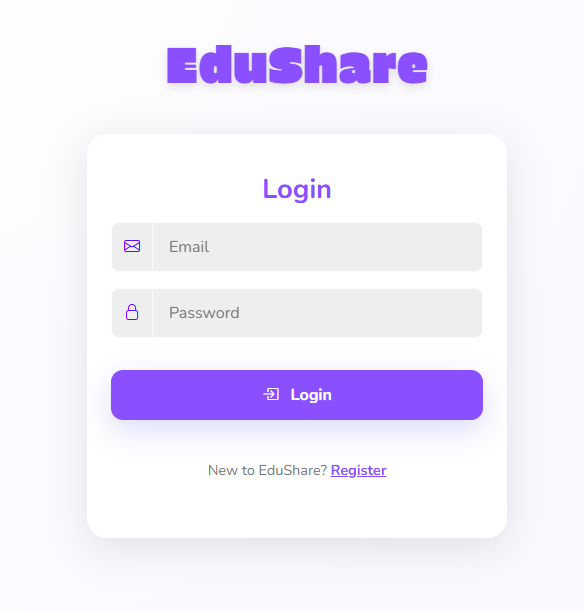 EduShare
Login
Email
Password
Login
New to EduShare? Register